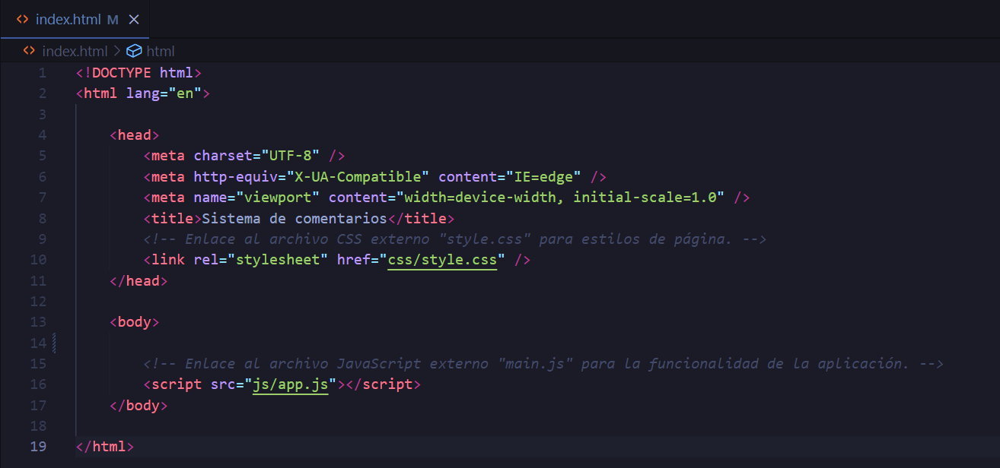 index.html M
index.html > html
1 <!DOCTYPE html>
2 <html lang="en">
3
4 <head>
5 <meta charset="UTF-8" />
6 <meta http-equiv="X-UA-Compatible" content="IE=edge" />
7 <meta name="viewport" content="width=device-width, initial-scale=1.0" />
8 <title>Sistema de comentarios</title>
9 <!-- Enlace al archivo CSS externo "style.css" para estilos de página. -->
10 <link rel="stylesheet" href="css/style.css" />
11 </head>
12
13 <body>
14
15 <!-- Enlace al archivo JavaScript externo "main.js" para la funcionalidad de la aplicación. -->
16 <script src="js/app.js"></script>
17 </body>
18
19 </html>